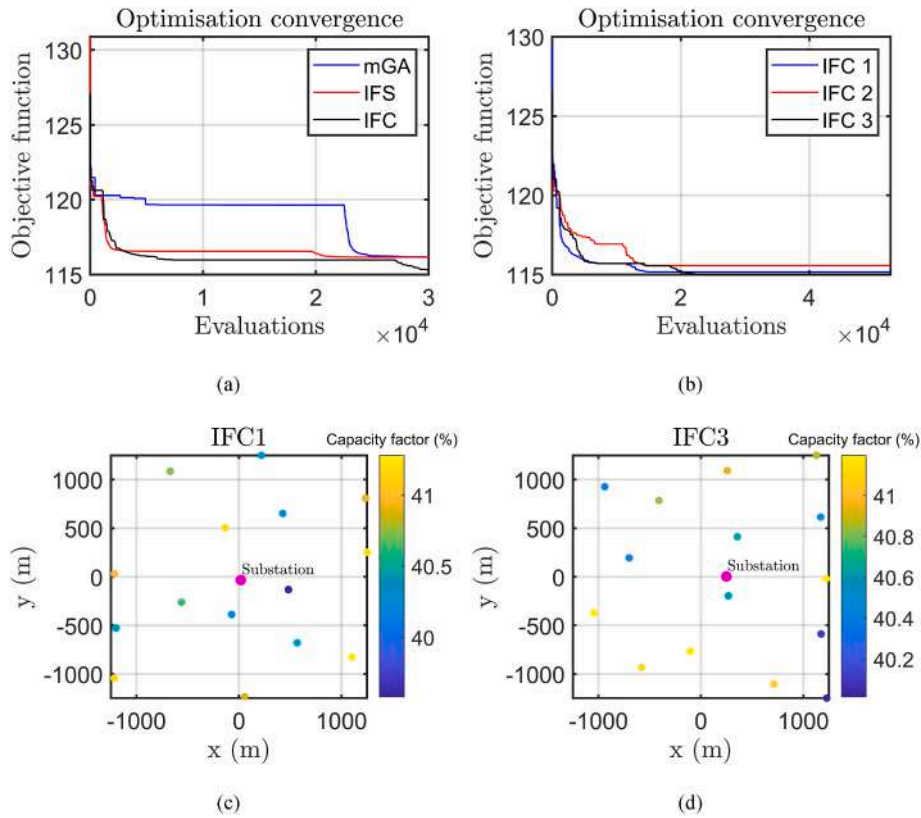 Optimisation convergence
130
125
120
115
Objective function
mGA
IFS
IFC
0
1
2
3
Evaluations
×10^4
(a)
Optimisation convergence
130
125
120
115
Objective function
IFC 1
IFC 2
IFC 3
0
2
4
Evaluations
×10^4
(b)
IFC1
Capacity factor (%)
1000
500
0
-500
-1000
y (m)
Substation
-1000
0
1000
x (m)
41
40.5
40
(c)
IFC3
Capacity factor (%)
1000
500
0
-500
-1000
y (m)
Substation
-1000
0
1000
x (m)
41
40.8
40.6
40.4
40.2
(d)